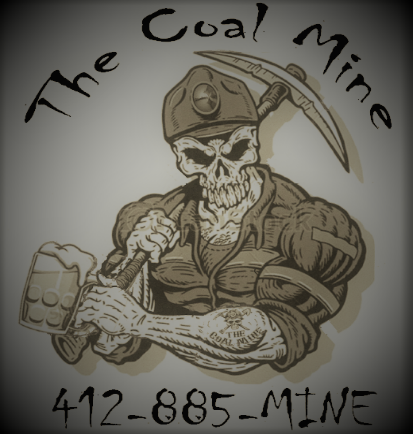 The Coal Mine
THE
COAL MINE
412-885-MINE